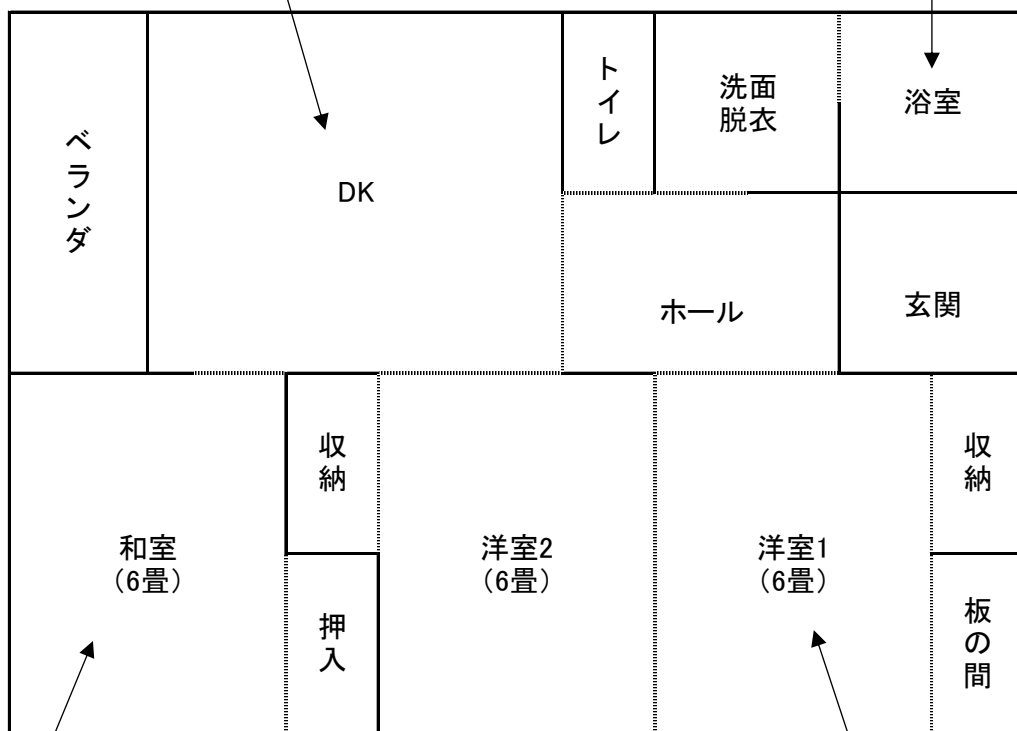 ベランダ
DK
トイレ
洗面
脱衣
浴室
ホール
玄関
和室
（6畳）
収納
押入
洋室2
（6畳）
洋室1
（6畳）
収納
板の間